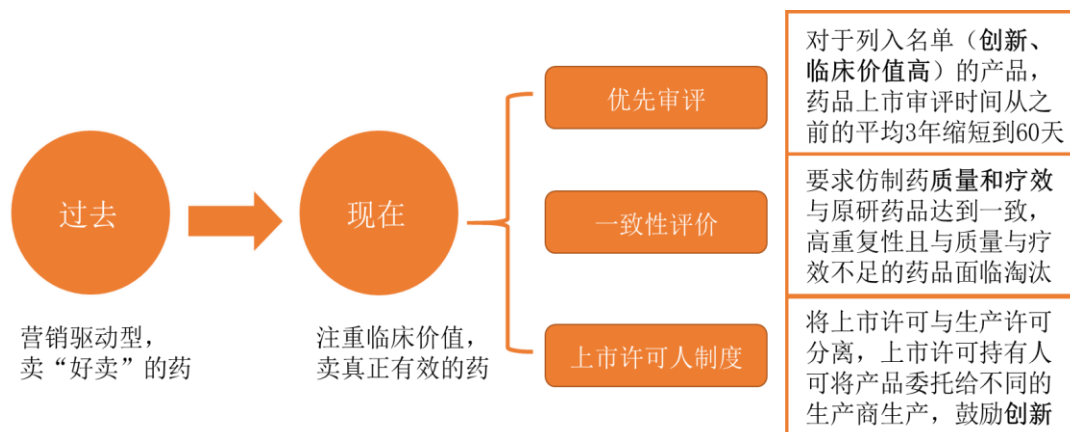 过去
营销驱动型，
卖“好卖”的药
现在
注重临床价值，
卖真正有效的药
优先审评
对于列入名单（创新、
临床价值高）的产品，
药品上市审评时间从之
前的平均3年缩短到60天
一致性评价
要求仿制药质量和疗效
与原研药品达到一致，
高重复性且与质量与疗
效不足的药品面临淘汰
上市许可人制度
将上市许可与生产许可
分离，上市许可持有人
可将产品委托给不同的
生产商生产，鼓励创新